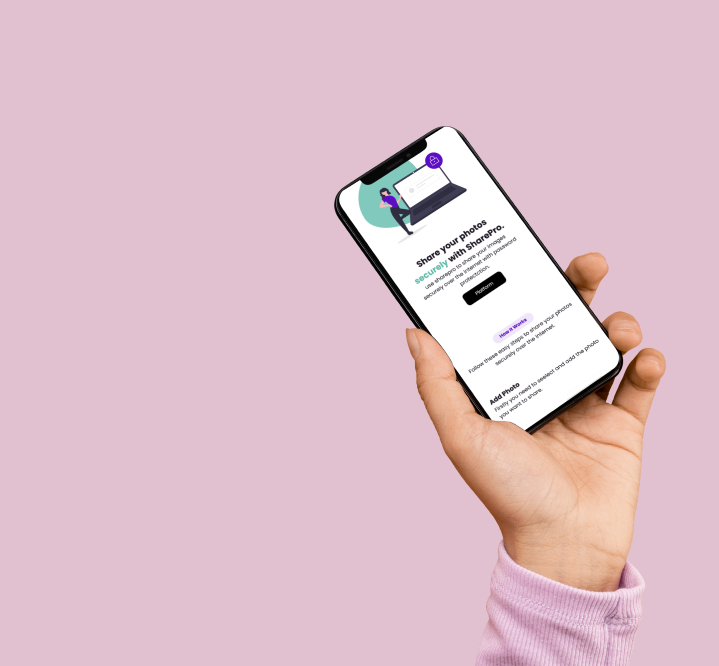 Share your photos
securely with SharePro.
use sharepro to share your images
securely over the internet with password
protectction.
Platform
How it Works
Follow these easy steps to share your photos
securely over the internet.
Add Photo
Firstly you need to seelect and add the photo
you want to share.